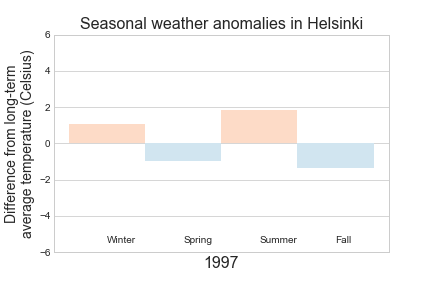 Seasonal weather anomalies in Helsinki
Difference from long-term
average temperature (Celsius)
6
4
2
0
−2
−4
−6
Winter Spring Summer Fall
1997